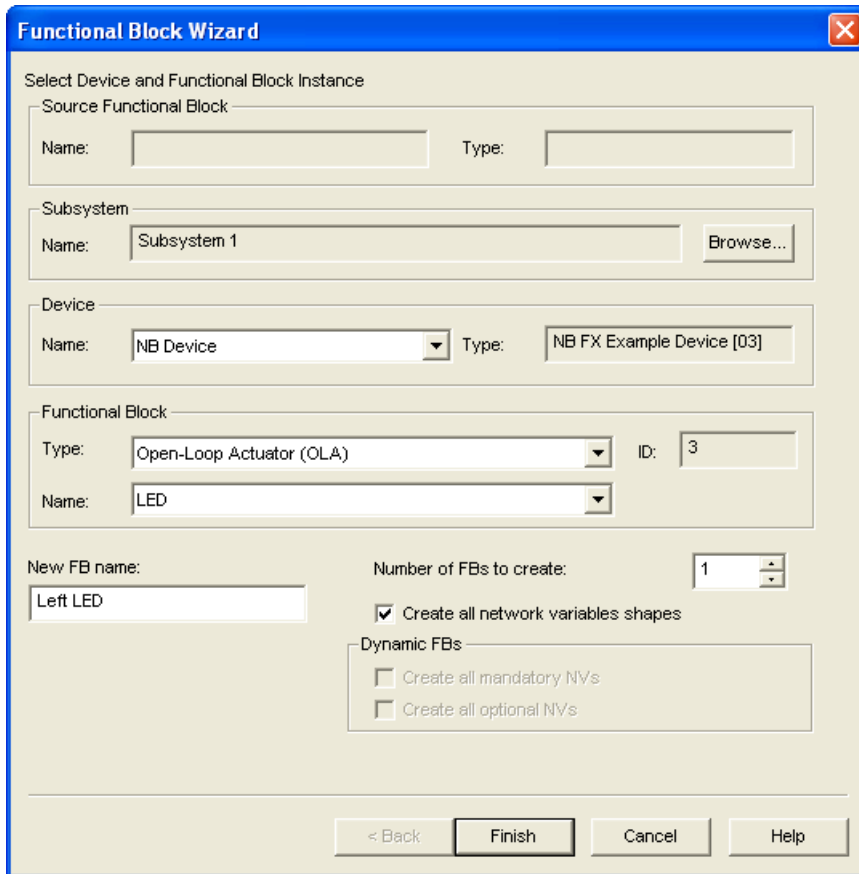 Functional Block Wizard
Select Device and Functional Block Instance
Source Functional Block
Name: Type:
Subsystem
Name: Subsystem 1 Browse...
Device
Name: NB Device Type: NB FX Example Device [03]
Functional Block
Type: Open-Loop Actuator (OLA) ID: 3
Name: LED
New FB name: Number of FBs to create: 1
Left LED
Create all network variables shapes
Dynamic FBs
Create all mandatory NVs
Create all optional NVs
< Back Finish Cancel Help